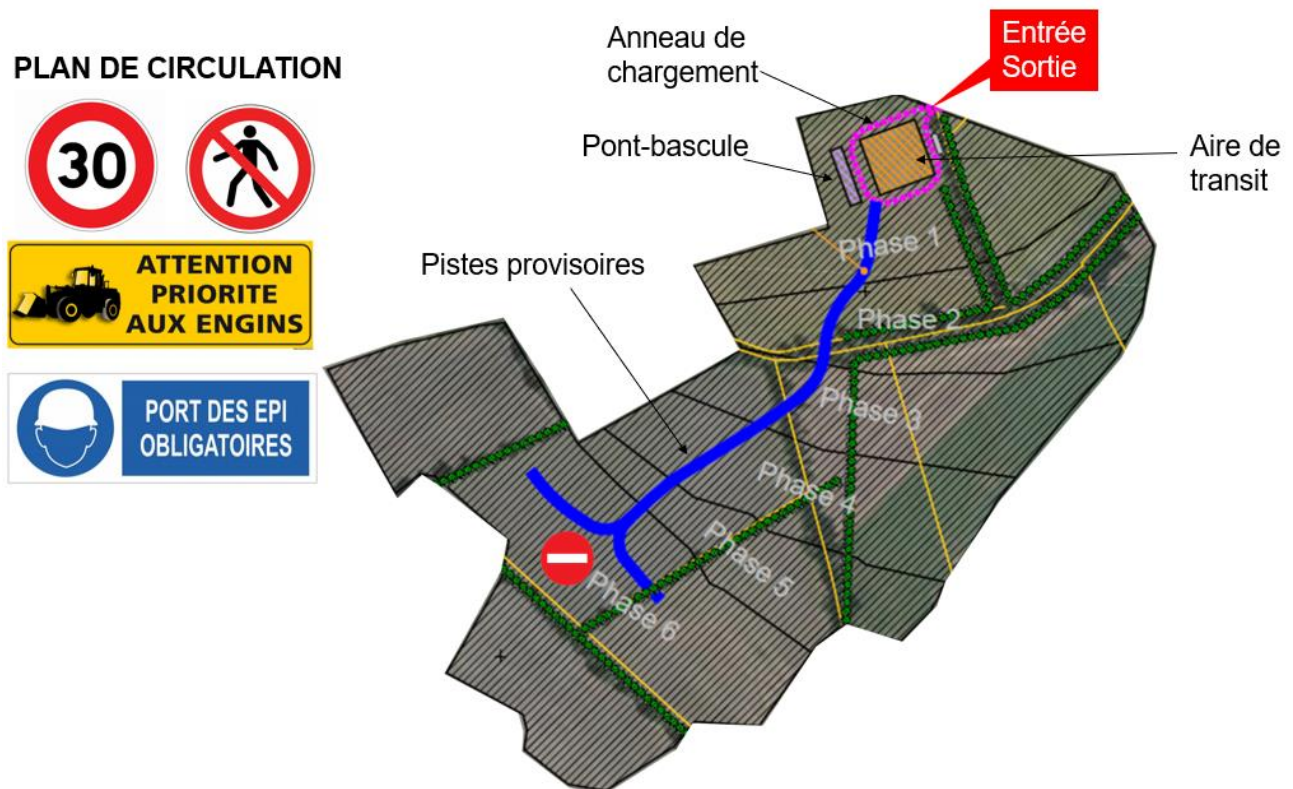 PLAN DE CIRCULATION
30
ATTENTION
PRIORITE
AUX ENGINS
PORT DES EPI
OBLIGATOIRES
Anneau de
chargement
Entrée
Sortie
Pont-bascule
Aire de
transit
Pistes provisoires
Phase 1
Phase 2
Phase 3
Phase 4
Phase 5
Phase 6